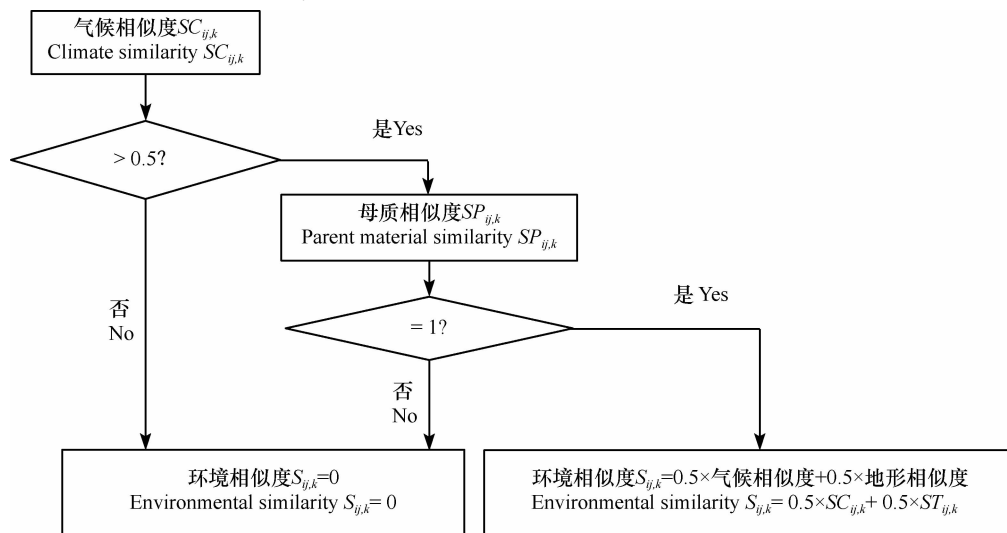 气候相似度SCij,k
Climate similarity SCij,k
> 0.5?
是Yes
母质相似度SPij,k
Parent material similarity SPij,k
否
No
= 1?
是 Yes
否
No
环境相似度Sij,k=0
Environmental similarity Sij,k= 0
环境相似度Sij,k=0.5×气候相似度+0.5×地形相似度
Environmental similarity Sij,k= 0.5×SCij,k+ 0.5×STij,k